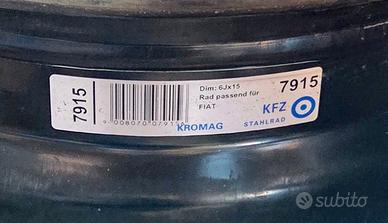 7915
Dim: 6Jx15
Rad passend für
FIAT
7915
KFZ
STAHLRAD
KROMAG
subito